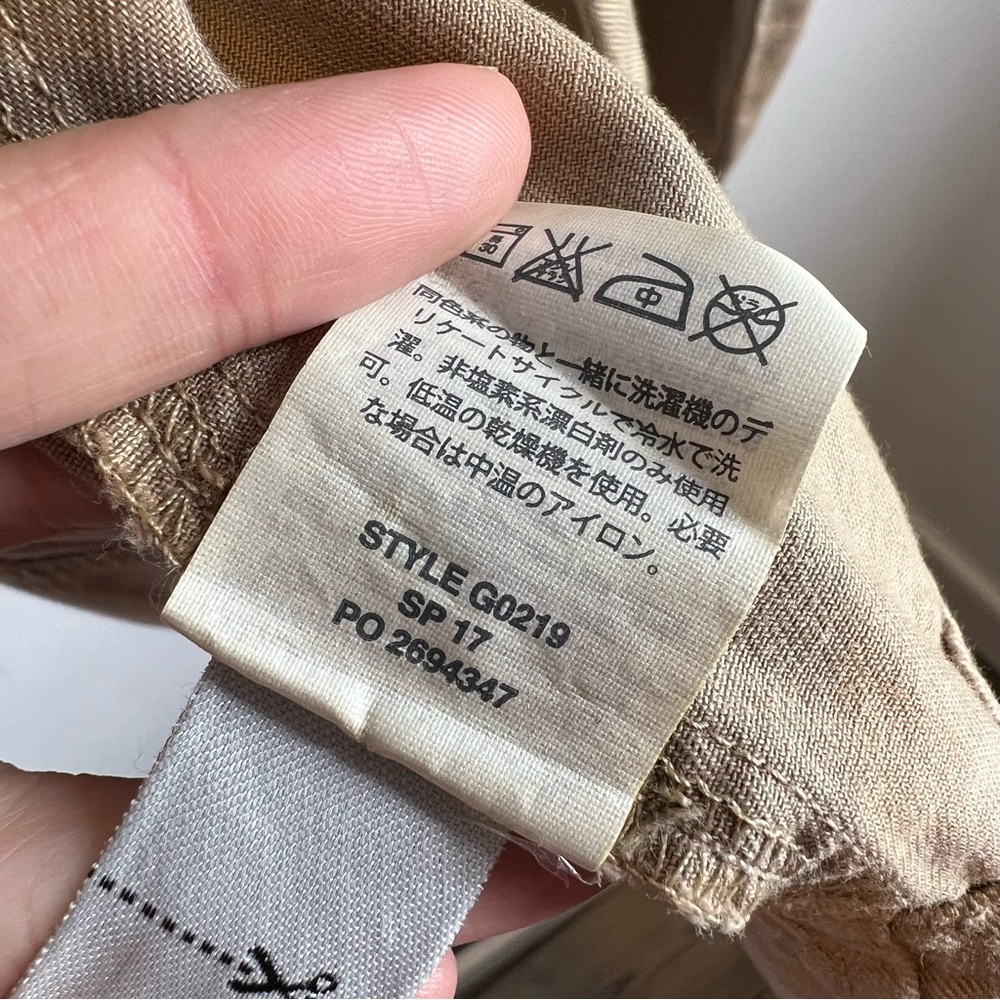 30
中
同色系の物と一緒に洗濯機のデ
リケートサイクルで冷水で洗
濯。非塩素系漂白剤のみ使用
可。低温の乾燥機を使用。必要
な場合は中温のアイロン。
STYLE G0219
SP 17
PO 2694347